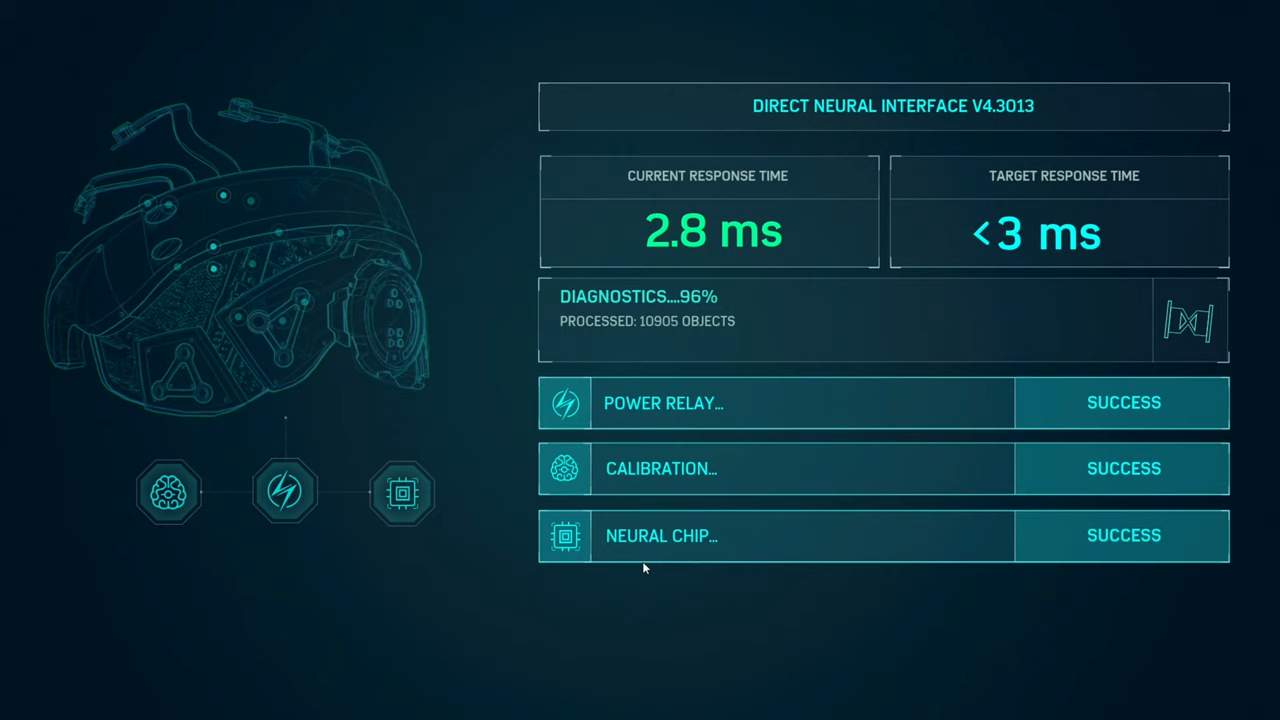 DIRECT NEURAL INTERFACE V4.3013
CURRENT RESPONSE TIME
2.8 ms
TARGET RESPONSE TIME
<3 ms
DIAGNOSTICS....96%
PROCESSED: 10905 OBJECTS
POWER RELAY...
SUCCESS
CALIBRATION...
SUCCESS
NEURAL CHIP...
SUCCESS